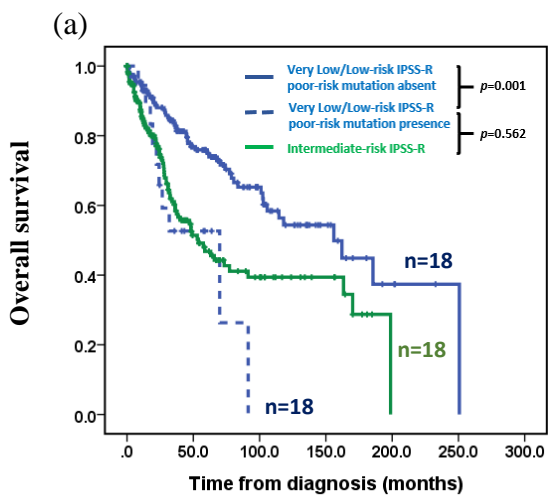 (a)
Very Low/Low-risk IPSS-R
poor-risk mutation absent
p=0.001
Very Low/Low-risk IPSS-R
poor-risk mutation presence
p=0.562
Intermediate-risk IPSS-R
Overall survival
1.0
0.8
0.6
0.4
0.2
0.0
n=18
n=18
n=18
.0 50.0 100.0 150.0 200.0 250.0 300.0
Time from diagnosis (months)